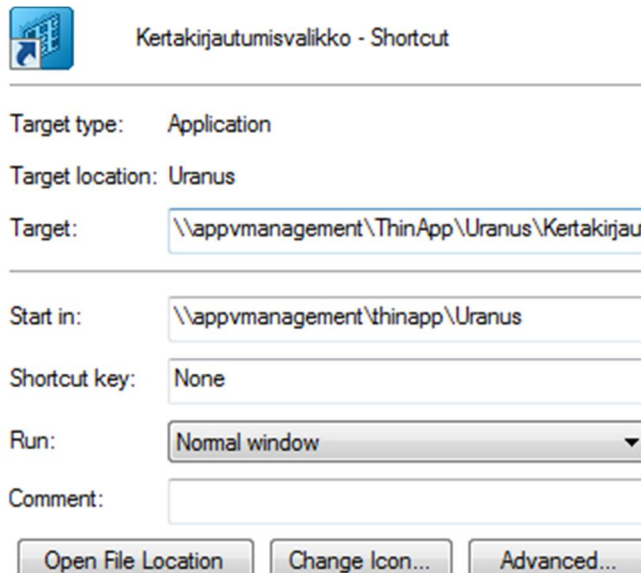 Kertakirjautumisvalikko - Shortcut
Target type: Application
Target location: Uranus
Target: \\appvmanagement\ThinApp\Uranus\Kertakirjau
Start in: \\appvmanagement\thinapp\Uranus
Shortcut key: None
Run: Normal window
Comment:
Open File Location Change Icon... Advanced...